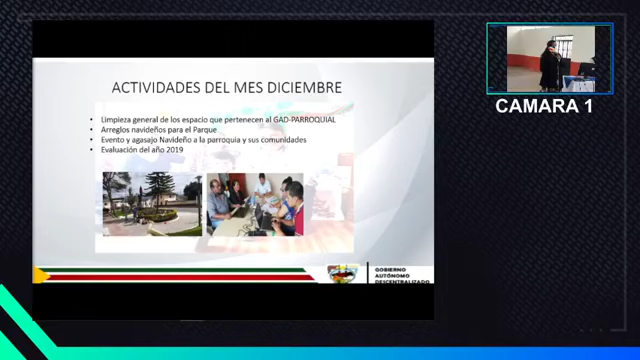 ACTIVIDADES DEL MES DICIEMBRE
• Limpieza general de los espacio que pertenecen al GAD-PARROQUIAL
• Arreglos navideños para el Parque
• Evento y agasajo Navideño a la parroquia y sus comunidades
• Evaluación del año 2019
GOBIERNO
AUTÓNOMO
DESCENTRALIZADO
CAMARA 1